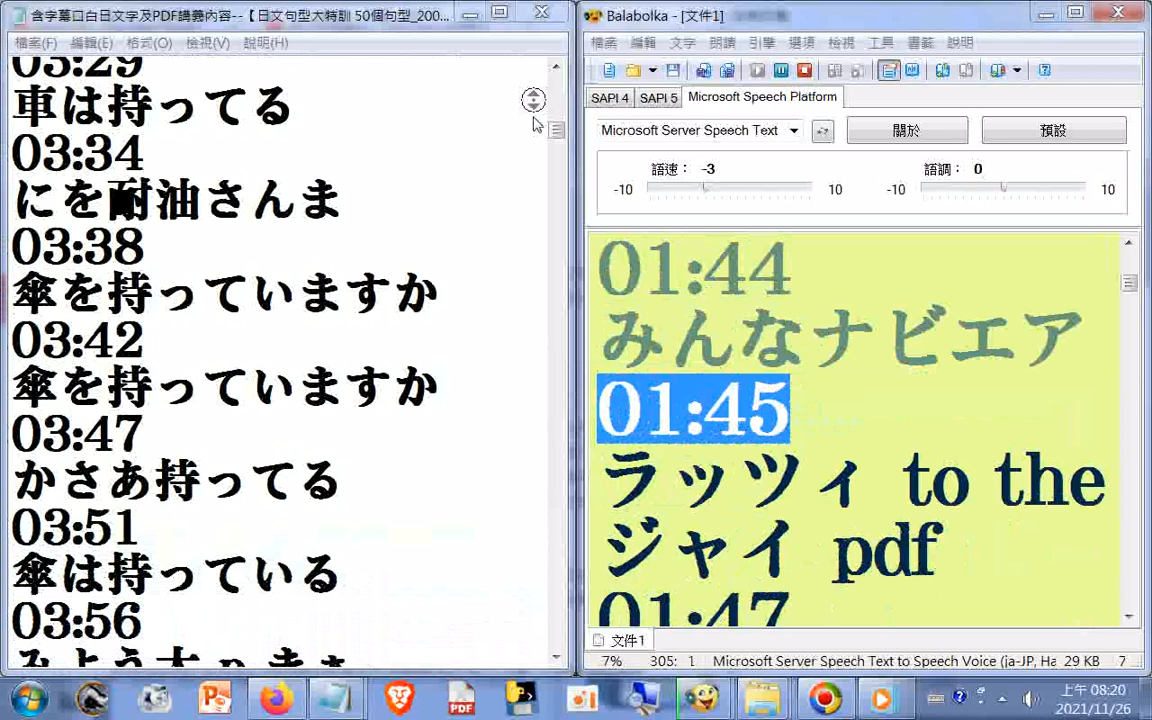 含字幕口白日文字及PDF講義內容--【日文句型大特訓 50個句型_200...
檔案(F) 編輯(E) 格式(O) 檢視(V) 說明(H)
03:29
車は持ってる
03:34
にを耐油さんま
03:38
傘を持っていますか
03:42
傘を持っていますか
03:47
かさあ持ってる
03:51
傘は持っている
03:56
Balabolka - [文件1]
檔案 編輯 文字 朗讀 引擎 選項 檢視 工具 書籤 說明
SAPI 4 SAPI 5 Microsoft Speech Platform
Microsoft Server Speech Text 關於 預設
語速： -3 語調： 0
-10 10 -10 10
01:44
みんなナビエア
01:45
ラッツィ to the
ジャイ pdf
01:47
文件1
7% 305: 1 Microsoft Server Speech Text to Speech Voice (ja-JP, Ha 29 KB 7
PDF
上午 08:20
2021/11/26